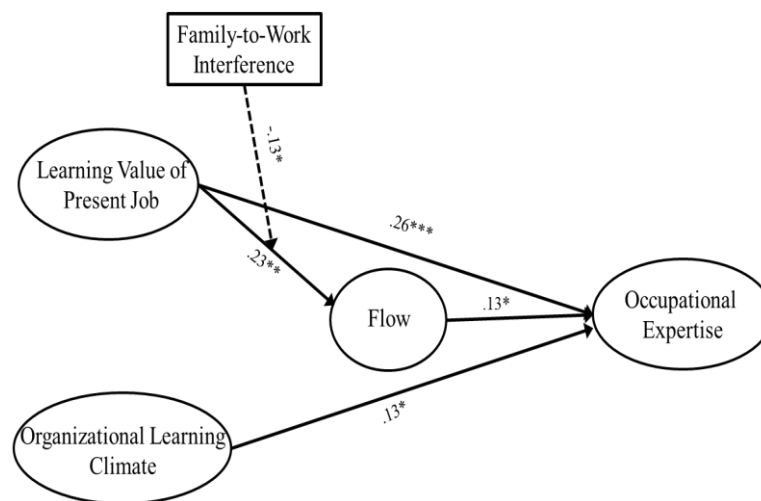 Family-to-Work
Interference
-.13*
Learning Value of
Present Job
.26***
.23**
Flow
.13*
Occupational
Expertise
.13*
Organizational Learning
Climate